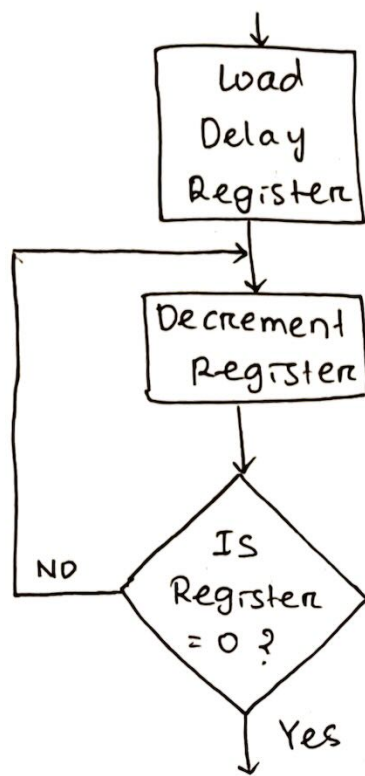 Load
Delay
Register
Decrement
Register
Is
Register
= 0 ?
NO
Yes